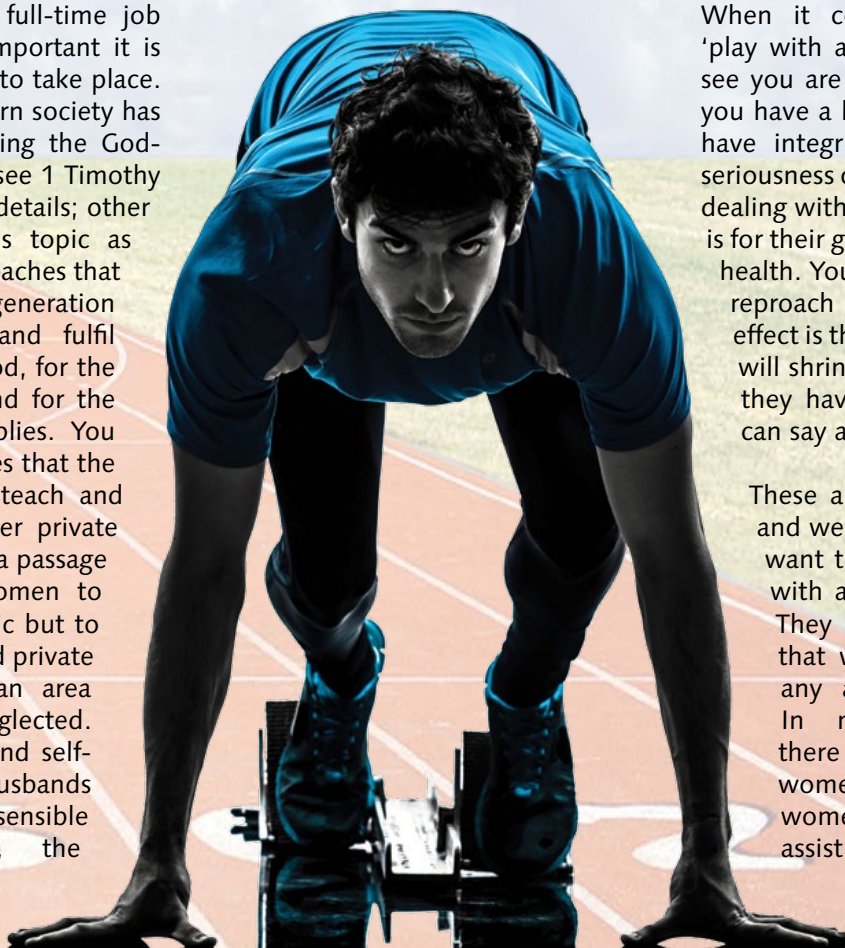 full-time job
mportant it is
to take place.
rn society has
ing the God-
see 1 Timothy
details; other
s topic as
aches that
generation
and fulfil
od, for the
nd for the
plies. You
es that the
teach and
er private
a passage
omen to
c but to
d private
an area
glected.
nd self-
usbands
sensible
the
When it c
‘play with a
see you are
you have a
have integr
seriousness
dealing with
is for their g
health. You
reproach
effect is th
will shrin
they hav
can say a
These a
and we
want t
with a
They
that w
any a
In
there
wome
wome
assist
2